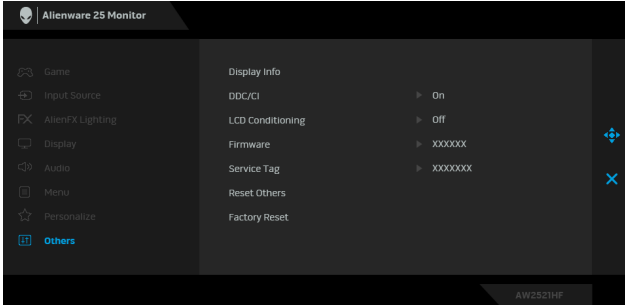 Alienware 25 Monitor
Game
Input Source
AlienFX Lighting
Display
Audio
Menu
Personalize
Others
Display Info
DDC/CI On
LCD Conditioning Off
Firmware XXXXXX
Service Tag XXXXXXX
Reset Others
Factory Reset
AW2521HF